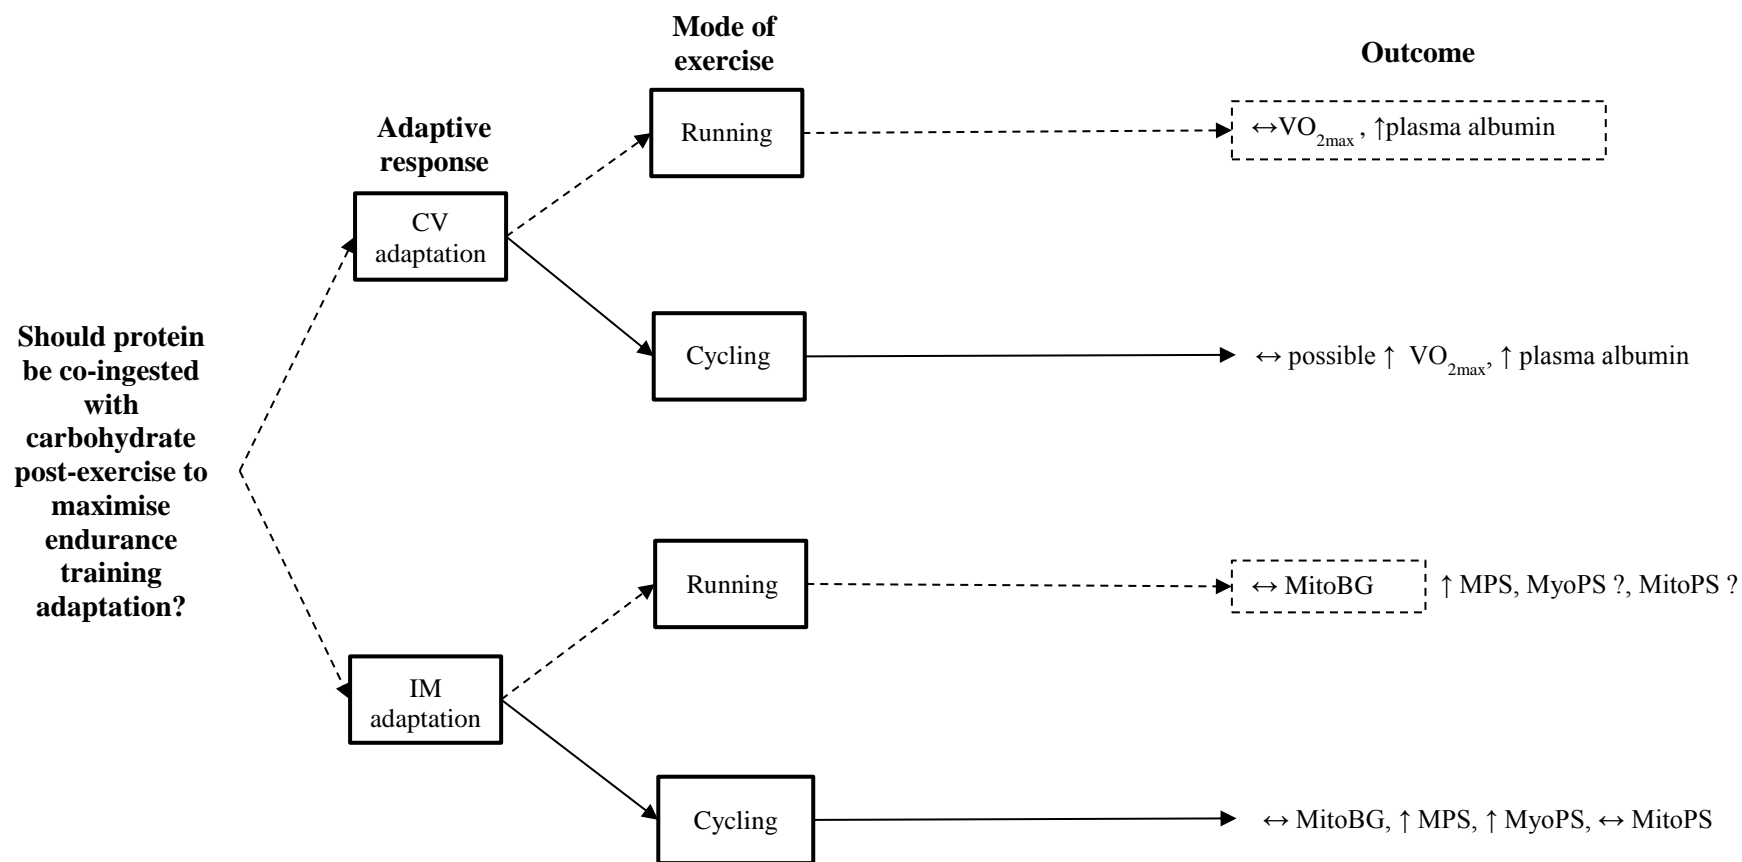 Mode of
exercise
Outcome
Adaptive
response
Running
↔VO2max , ↑plasma albumin
CV
adaptation
Cycling
↔ possible ↑ VO2max, ↑ plasma albumin
Should protein
be co-ingested
with
carbohydrate
post-exercise to
maximise
endurance
training
adaptation?
Running
↔ MitoBG
↑ MPS, MyoPS ?, MitoPS ?
IM
adaptation
Cycling
↔ MitoBG, ↑ MPS, ↑ MyoPS, ↔ MitoPS